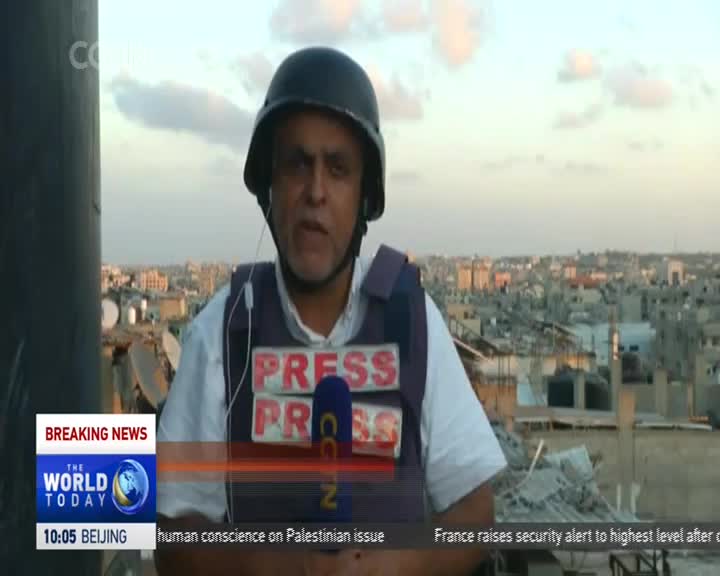 PRESS
PRESS
CGTN
BREAKING NEWS
THE
WORLD
TODAY
10:05 BEIJING
human conscience on Palestinian issue France raises security alert to highest level after